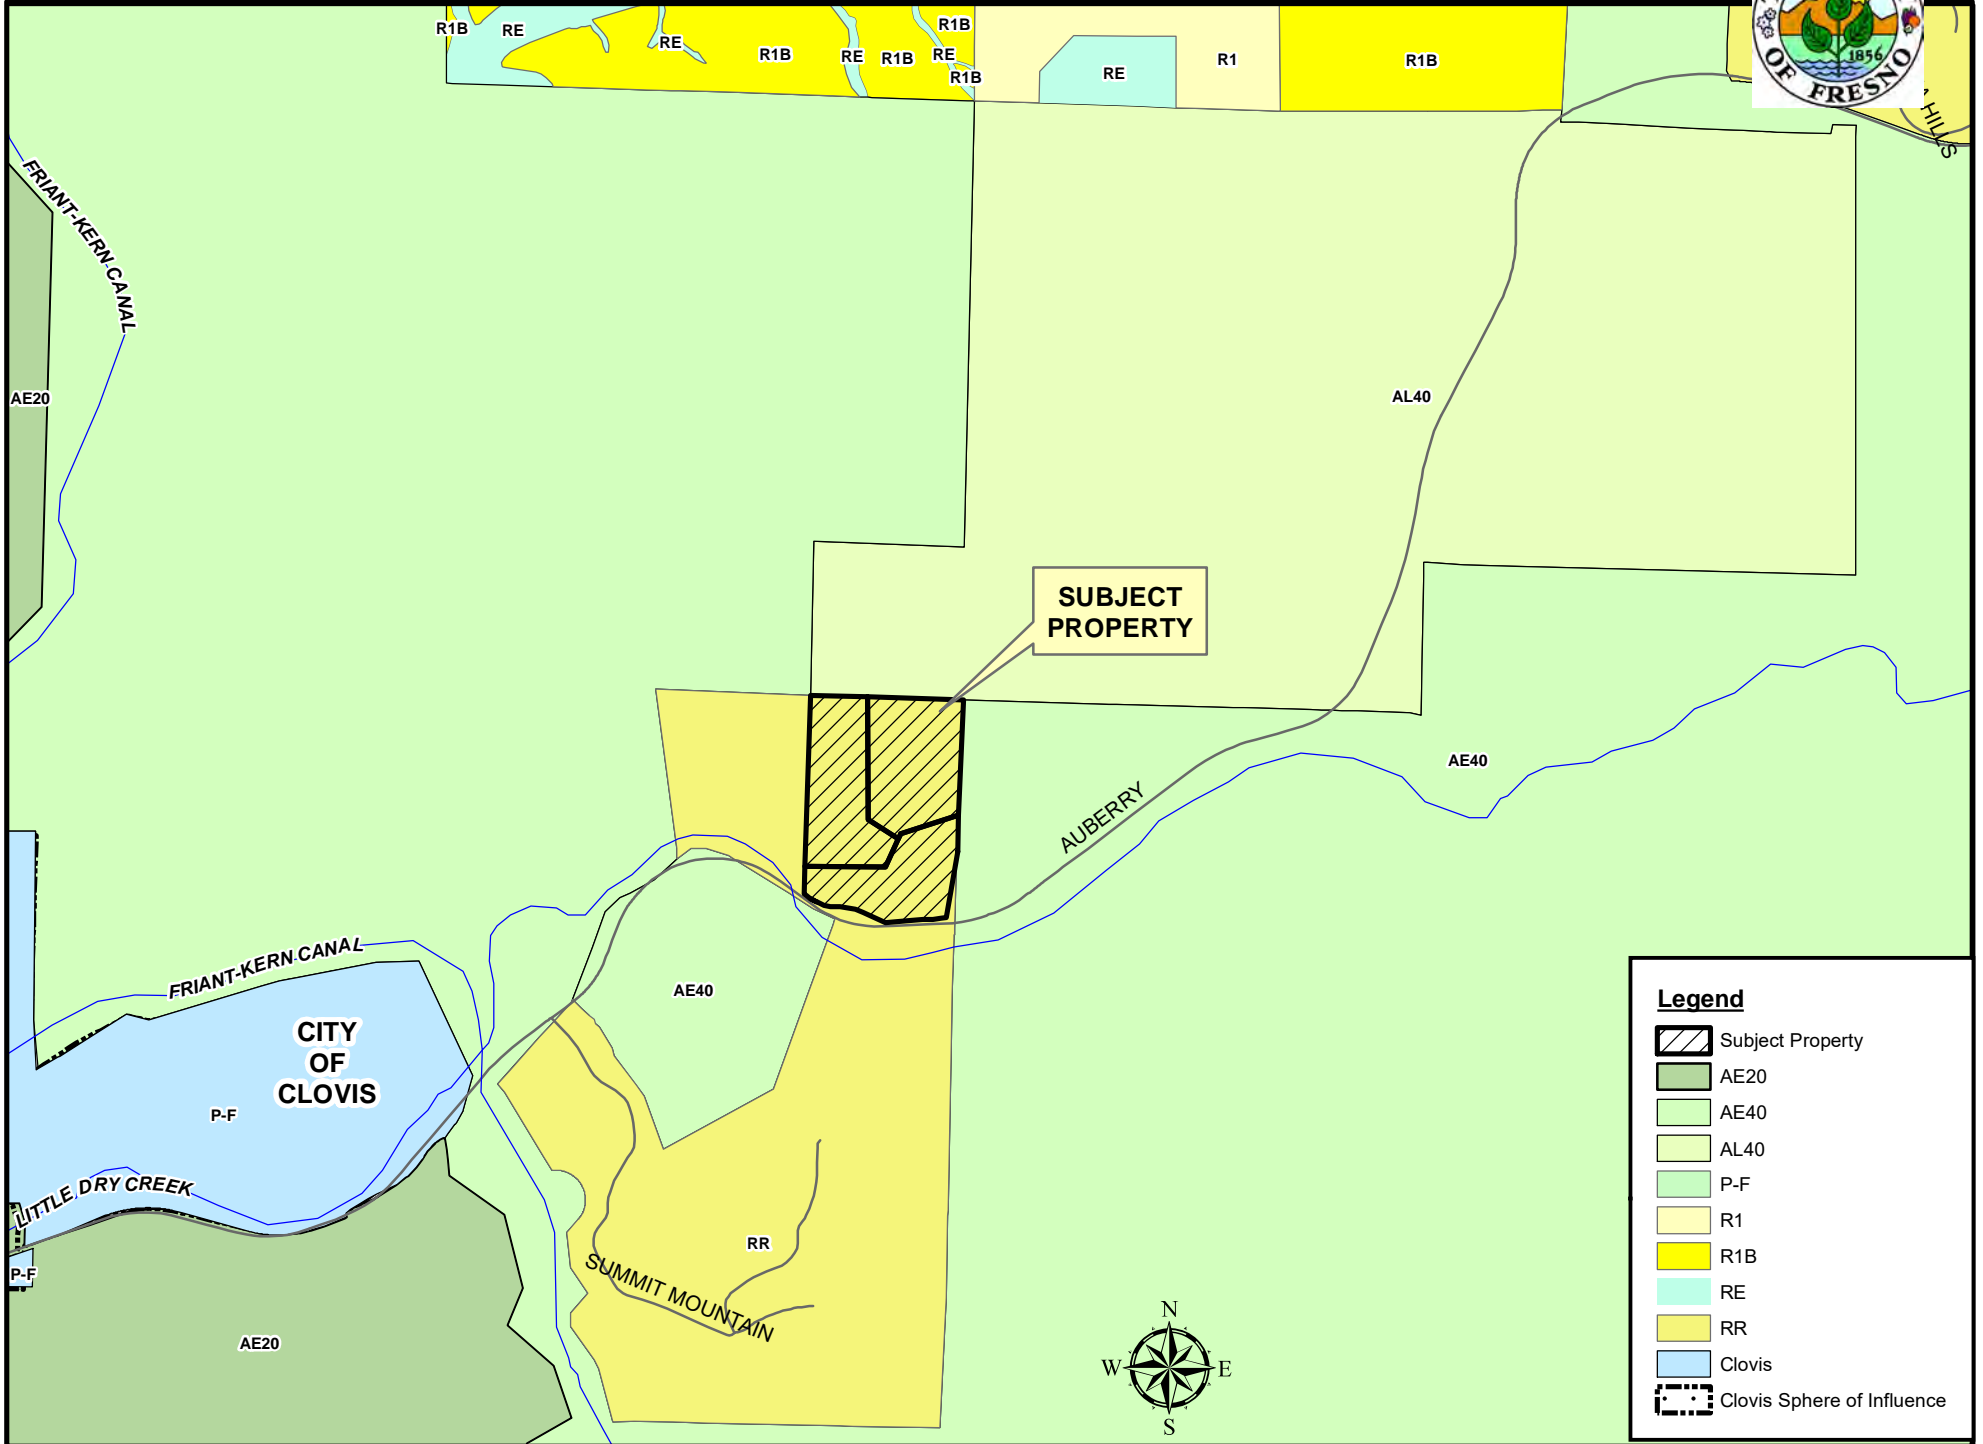 R1B
RE
RE
R1B
RE
R1B
R1B
RE
R1B
RE
R1
R1B
1856
OF FRESNO
HILLS
FRIANT-KERN CANAL
AE20
AL40
SUBJECT
PROPERTY
AE40
AUBERRY
FRIANT-KERN CANAL
AE40
CITY
OF
CLOVIS
P-F
LITTLE DRY CREEK
P-F
RR
SUMMIT MOUNTAIN
AE20
N
W
E
S
Legend
Subject Property
AE20
AE40
AL40
P-F
R1
R1B
RE
RR
Clovis
Clovis Sphere of Influence